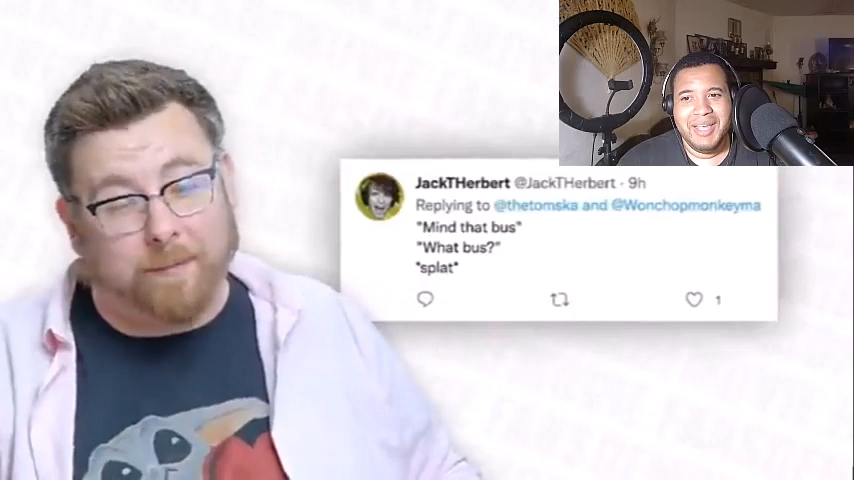 JackTHerbert @JackTHerbert · 9h
Replying to @thetomska and @Wonchopmonkeyma
"Mind that bus"
"What bus?"
*splat*
1